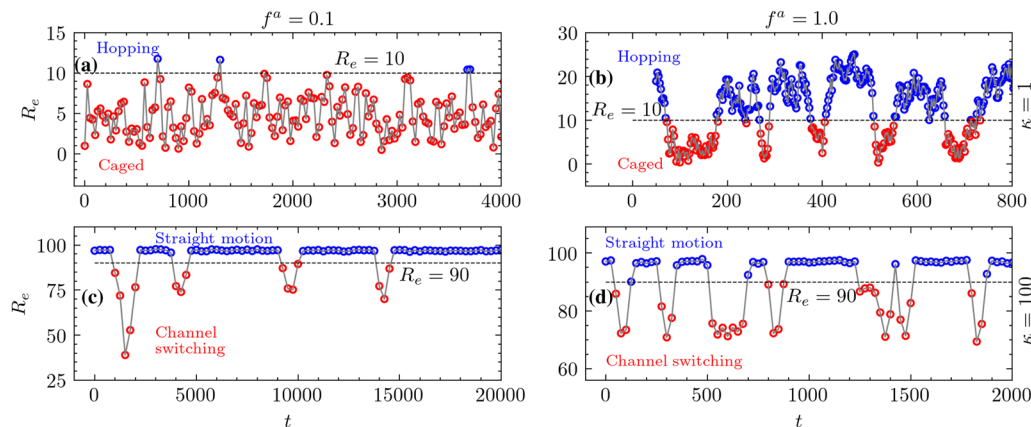 f^a = 0.1
f^a = 1.0
15
10
5
0
R_e
(a)
Hopping
R_e = 10
Caged
0
1000
2000
3000
4000
30
20
10
0
(b)
Hopping
R_e = 10
Caged
κ = 1
0
200
400
600
800
100
75
50
25
R_e
(c)
Straight motion
R_e = 90
Channel
switching
0
5000
10000
15000
20000
t
100
80
60
(d)
Straight motion
R_e = 90
Channel switching
κ = 100
0
500
1000
1500
2000
t